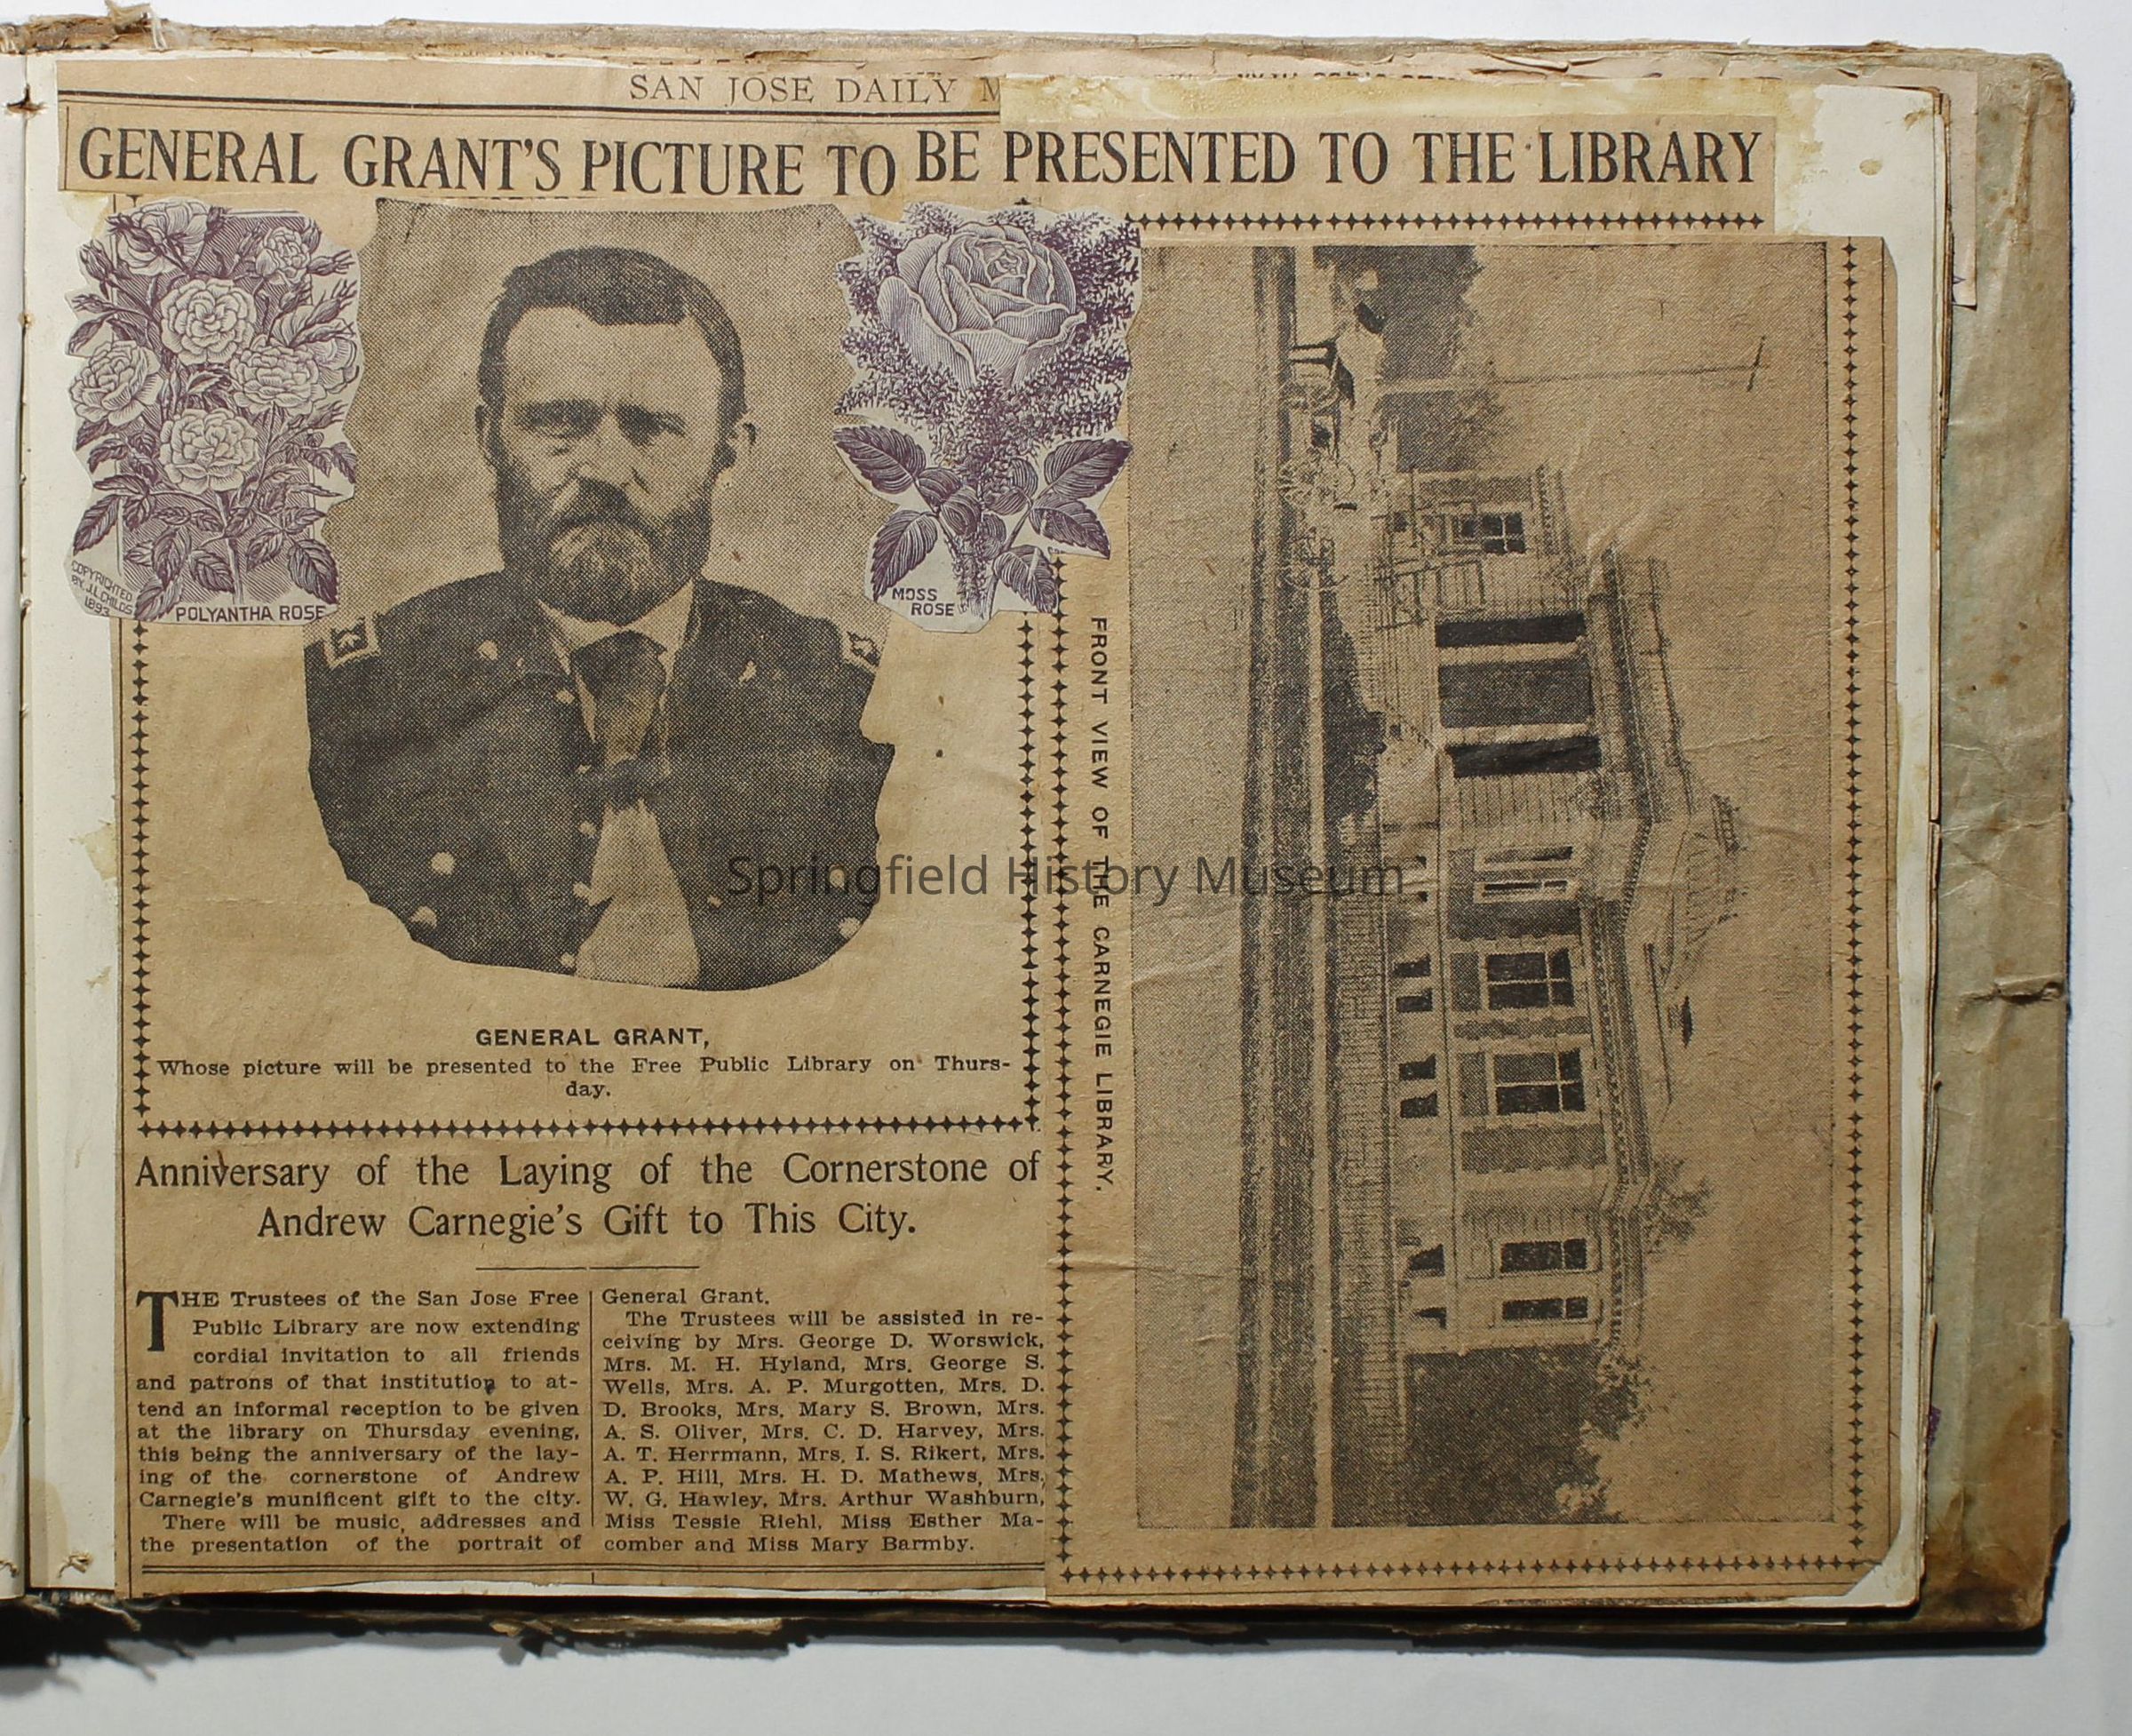 SAN JOSE DAILY M
GENERAL GRANT'S PICTURE TO BE PRESENTED TO THE LIBRARY
COPYRIGHTED
BY J.L. CHILDS
1893
POLYANTHA ROSE
MOSS
ROSE
GENERAL GRANT,
Whose picture will be presented to the Free Public Library on Thurs-
day.
Anniversary of the Laying of the Cornerstone of
Andrew Carnegie's Gift to This City.
THE Trustees of the San Jose Free
Public Library are now extending
cordial invitation to all friends
and patrons of that institution to at-
tend an informal reception to be given
at the library on Thursday evening,
this being the anniversary of the lay-
ing of the cornerstone of Andrew
Carnegie's munificent gift to the city.
There will be music, addresses and
the presentation of the portrait of
General Grant.
The Trustees will be assisted in re-
ceiving by Mrs. George D. Worswick,
Mrs. M. H. Hyland, Mrs. George S.
Wells, Mrs. A. P. Murgotten, Mrs. D.
D. Brooks, Mrs. Mary S. Brown, Mrs.
A. S. Oliver, Mrs. C. D. Harvey, Mrs.
A. T. Herrmann, Mrs. I. S. Rikert, Mrs.
A. P. Hill, Mrs. H. D. Mathews, Mrs.
W. G. Hawley, Mrs. Arthur Washburn,
Miss Tessie Riehl, Miss Esther Ma-
comber and Miss Mary Barmby.
FRONT VIEW OF THE CARNEGIE LIBRARY.
Springfield History Museum